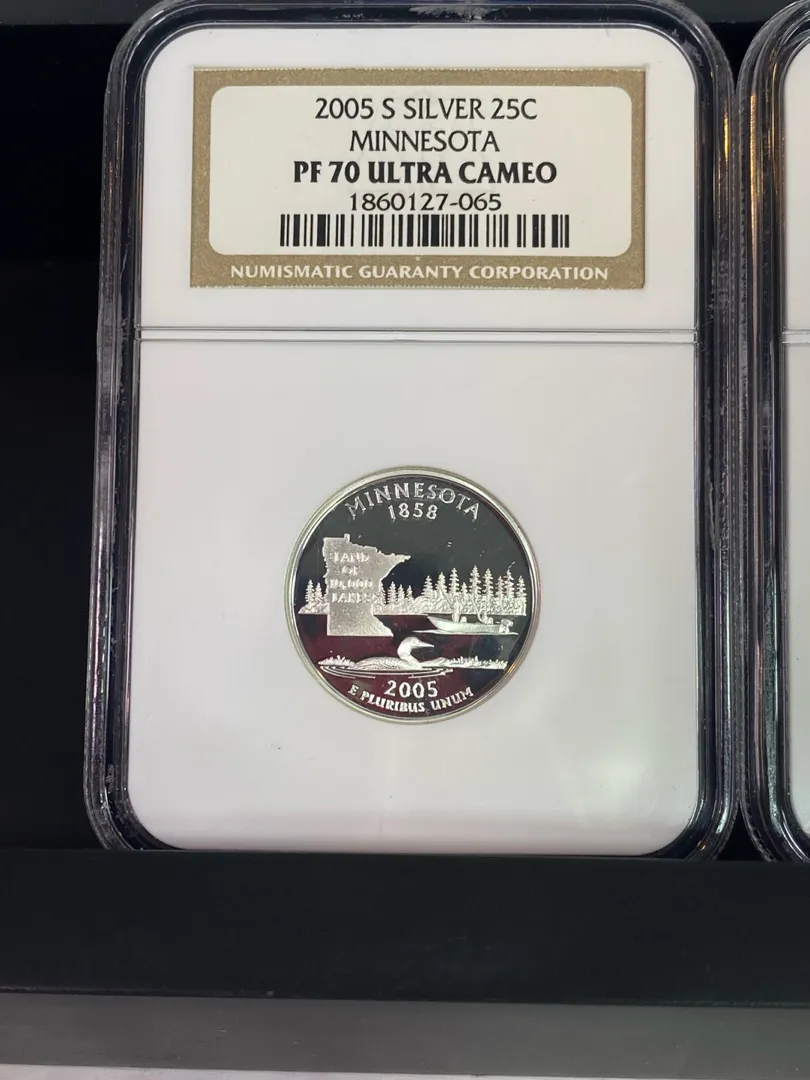 2005 S SILVER 25C
MINNESOTA
PF 70 ULTRA CAMEO
1860127-065
NUMISMATIC GUARANTY CORPORATION
MINNESOTA
1858
LAND
OF
10,000
LAKES
2005
E PLURIBUS UNUM